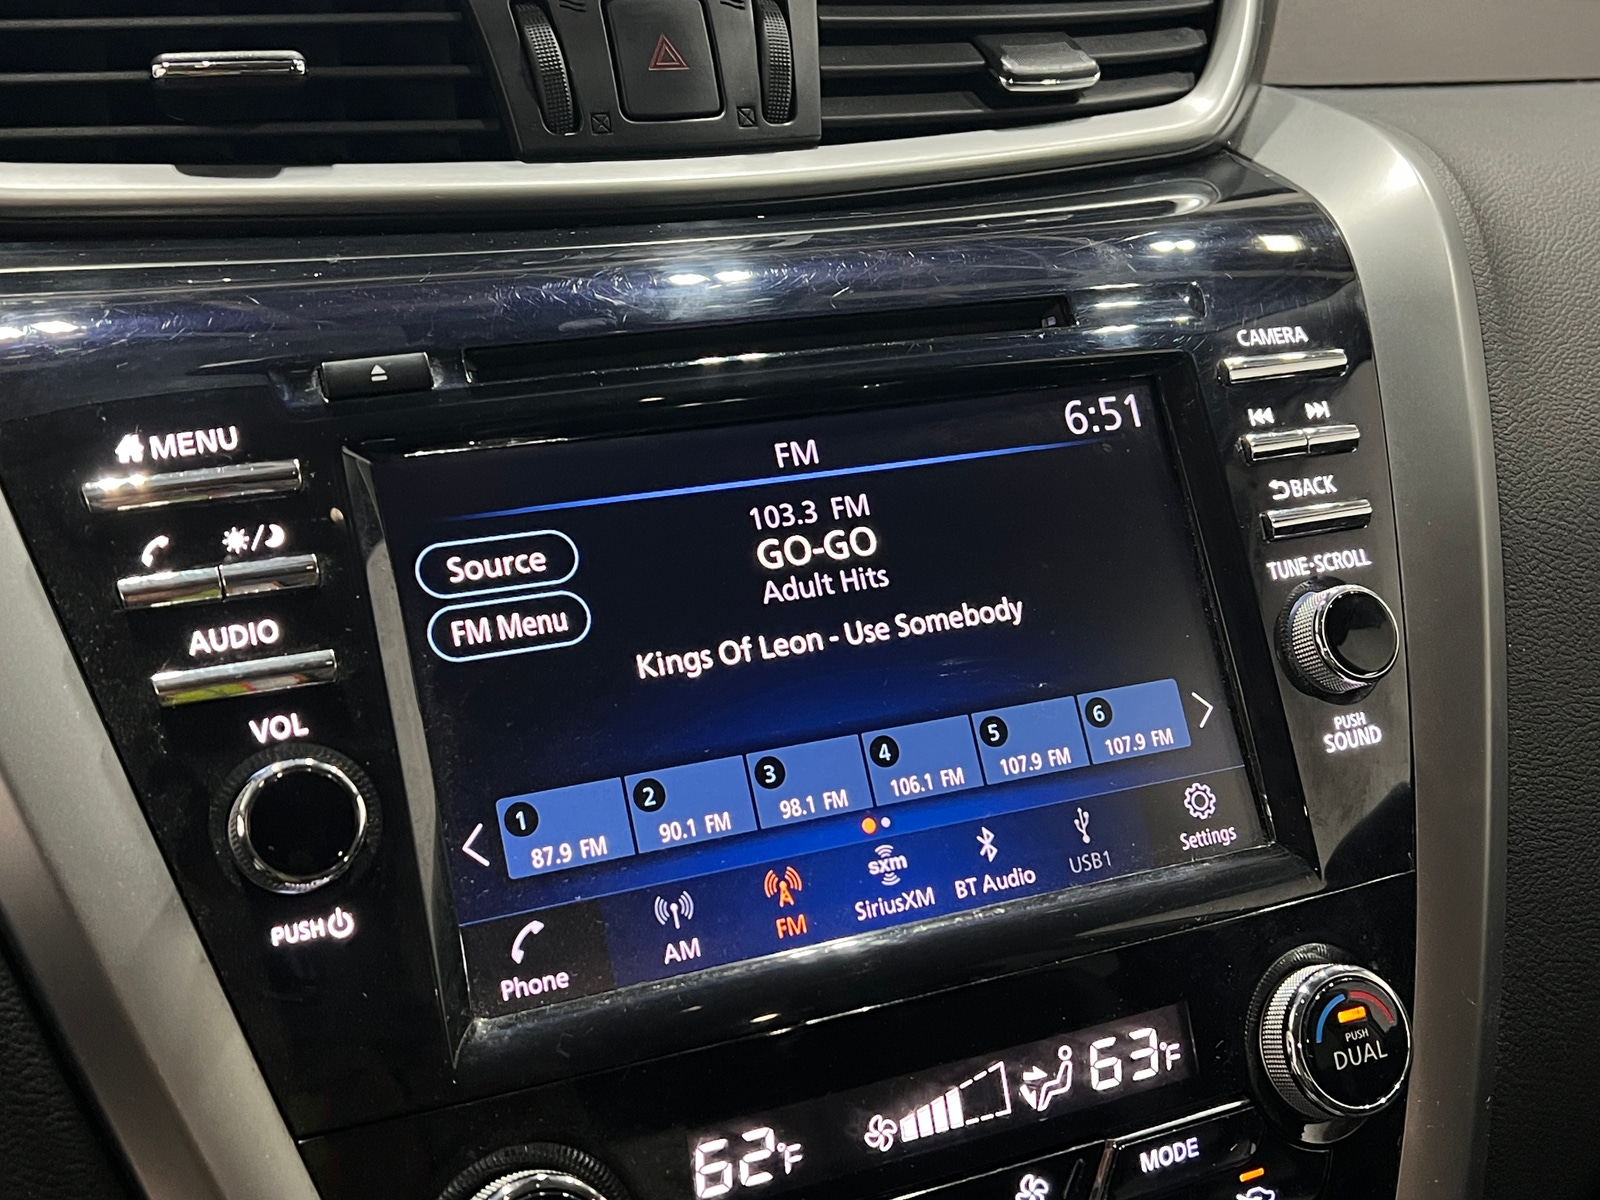 CAMERA
MENU
6:51
FM
BACK
103.3 FM
GO-GO
Adult Hits
Source
FM Menu
Kings Of Leon - Use Somebody
AUDIO
TUNE·SCROLL
VOL
PUSH
SOUND
1 87.9 FM
2 90.1 FM
3 98.1 FM
4 106.1 FM
5 107.9 FM
6 107.9 FM
PUSH
Phone
AM
FM
sxm
SiriusXM
BT Audio
USB1
Settings
PUSH
DUAL
62°F
63°F
MODE